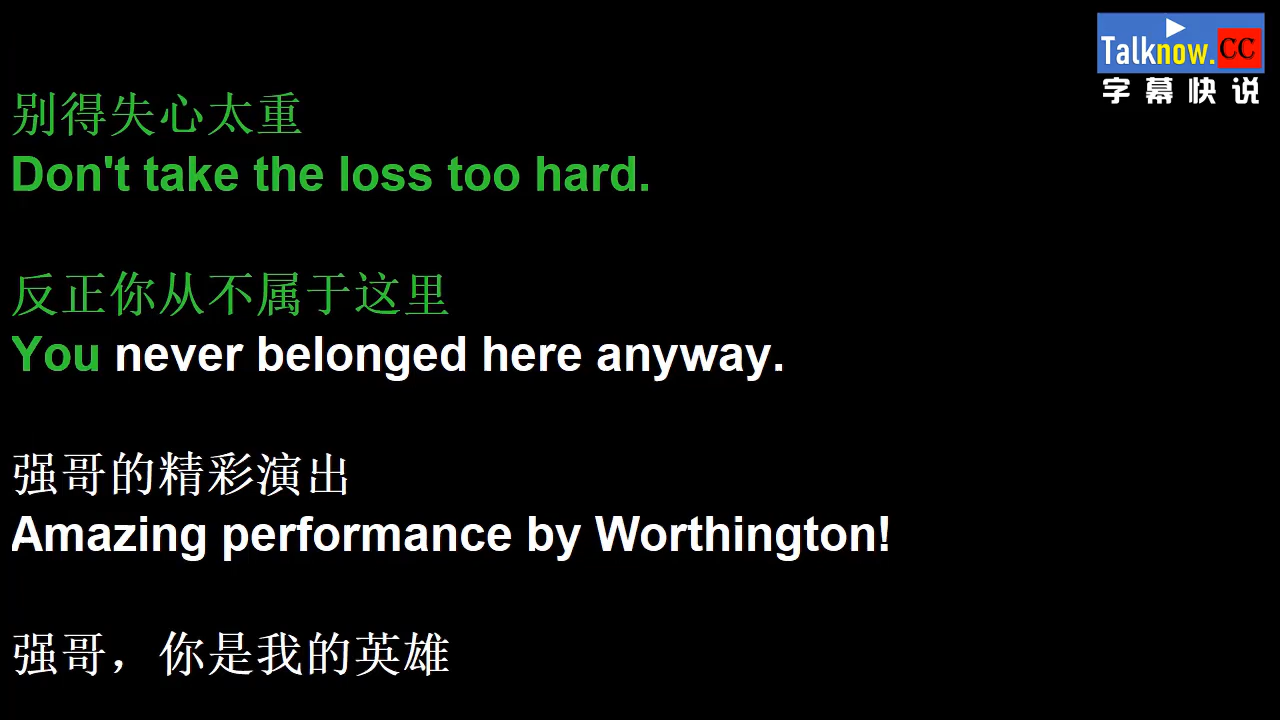 Talknow.CC
字幕快说
别得失心太重
Don't take the loss too hard.
反正你从不属于这里
You never belonged here anyway.
强哥的精彩演出
Amazing performance by Worthington!
强哥，你是我的英雄